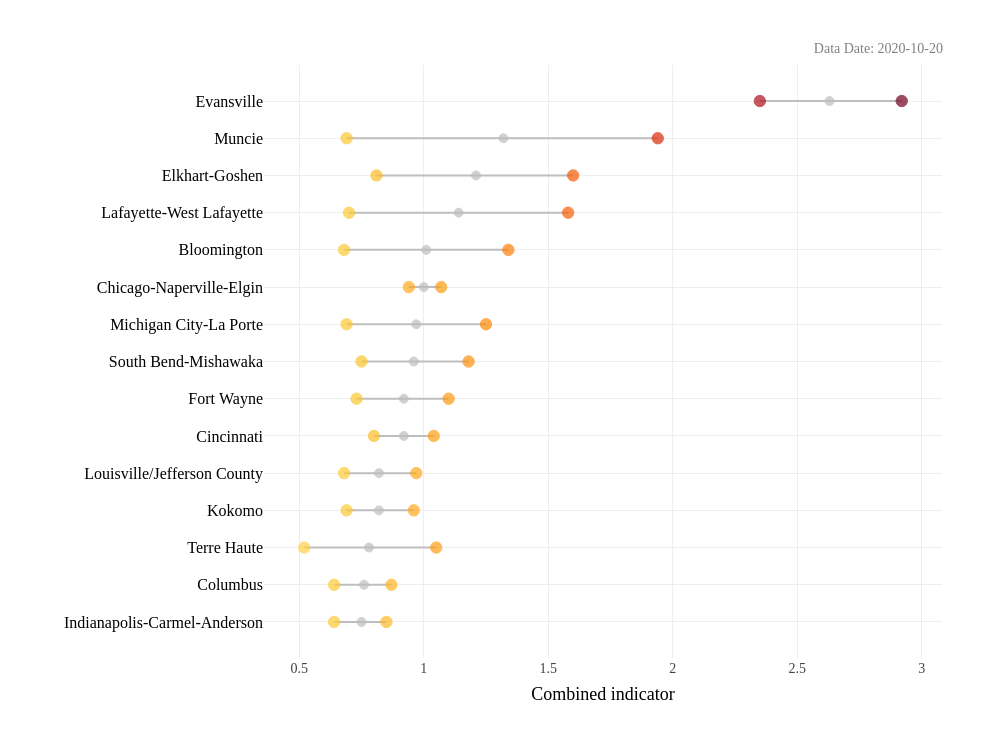 Data Date: 2020-10-20
Evansville
Muncie
Elkhart-Goshen
Lafayette-West Lafayette
Bloomington
Chicago-Naperville-Elgin
Michigan City-La Porte
South Bend-Mishawaka
Fort Wayne
Cincinnati
Louisville/Jefferson County
Kokomo
Terre Haute
Columbus
Indianapolis-Carmel-Anderson
0.5 1 1.5 2 2.5 3
Combined indicator